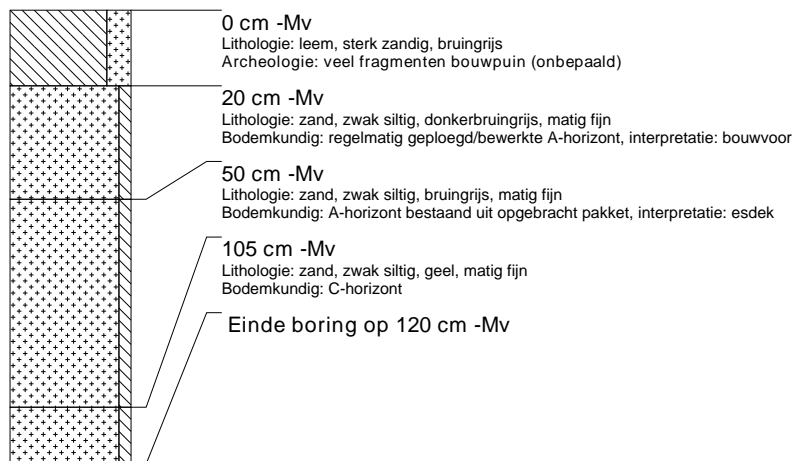 0 cm -Mv
Lithologie: leem, sterk zandig, bruingrijs
Archeologie: veel fragmenten bouwpuin (onbepaald)
20 cm -Mv
Lithologie: zand, zwak siltig, donkerbruingrijs, matig fijn
Bodemkundig: regelmatig geploegd/bewerkte A-horizont, interpretatie: bouwvoor
50 cm -Mv
Lithologie: zand, zwak siltig, bruingrijs, matig fijn
Bodemkundig: A-horizont bestaand uit opgebracht pakket, interpretatie: esdek
105 cm -Mv
Lithologie: zand, zwak siltig, geel, matig fijn
Bodemkundig: C-horizont
Einde boring op 120 cm -Mv